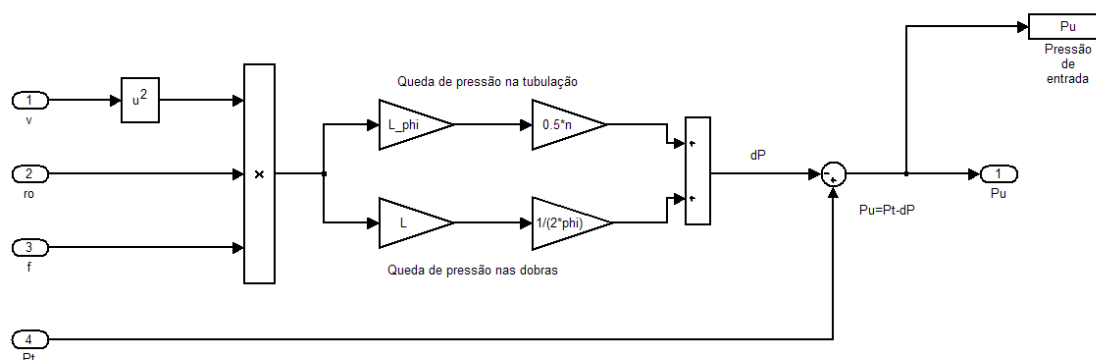 Pu
Pressão
de
entrada
Queda de pressão na tubulação
1
v
u²
L_phi
0.5*n
2
ro
×
dP
1
Pu
Pu=Pt-dP
3
f
L
1/(2*phi)
Queda de pressão nas dobras
4
Pt